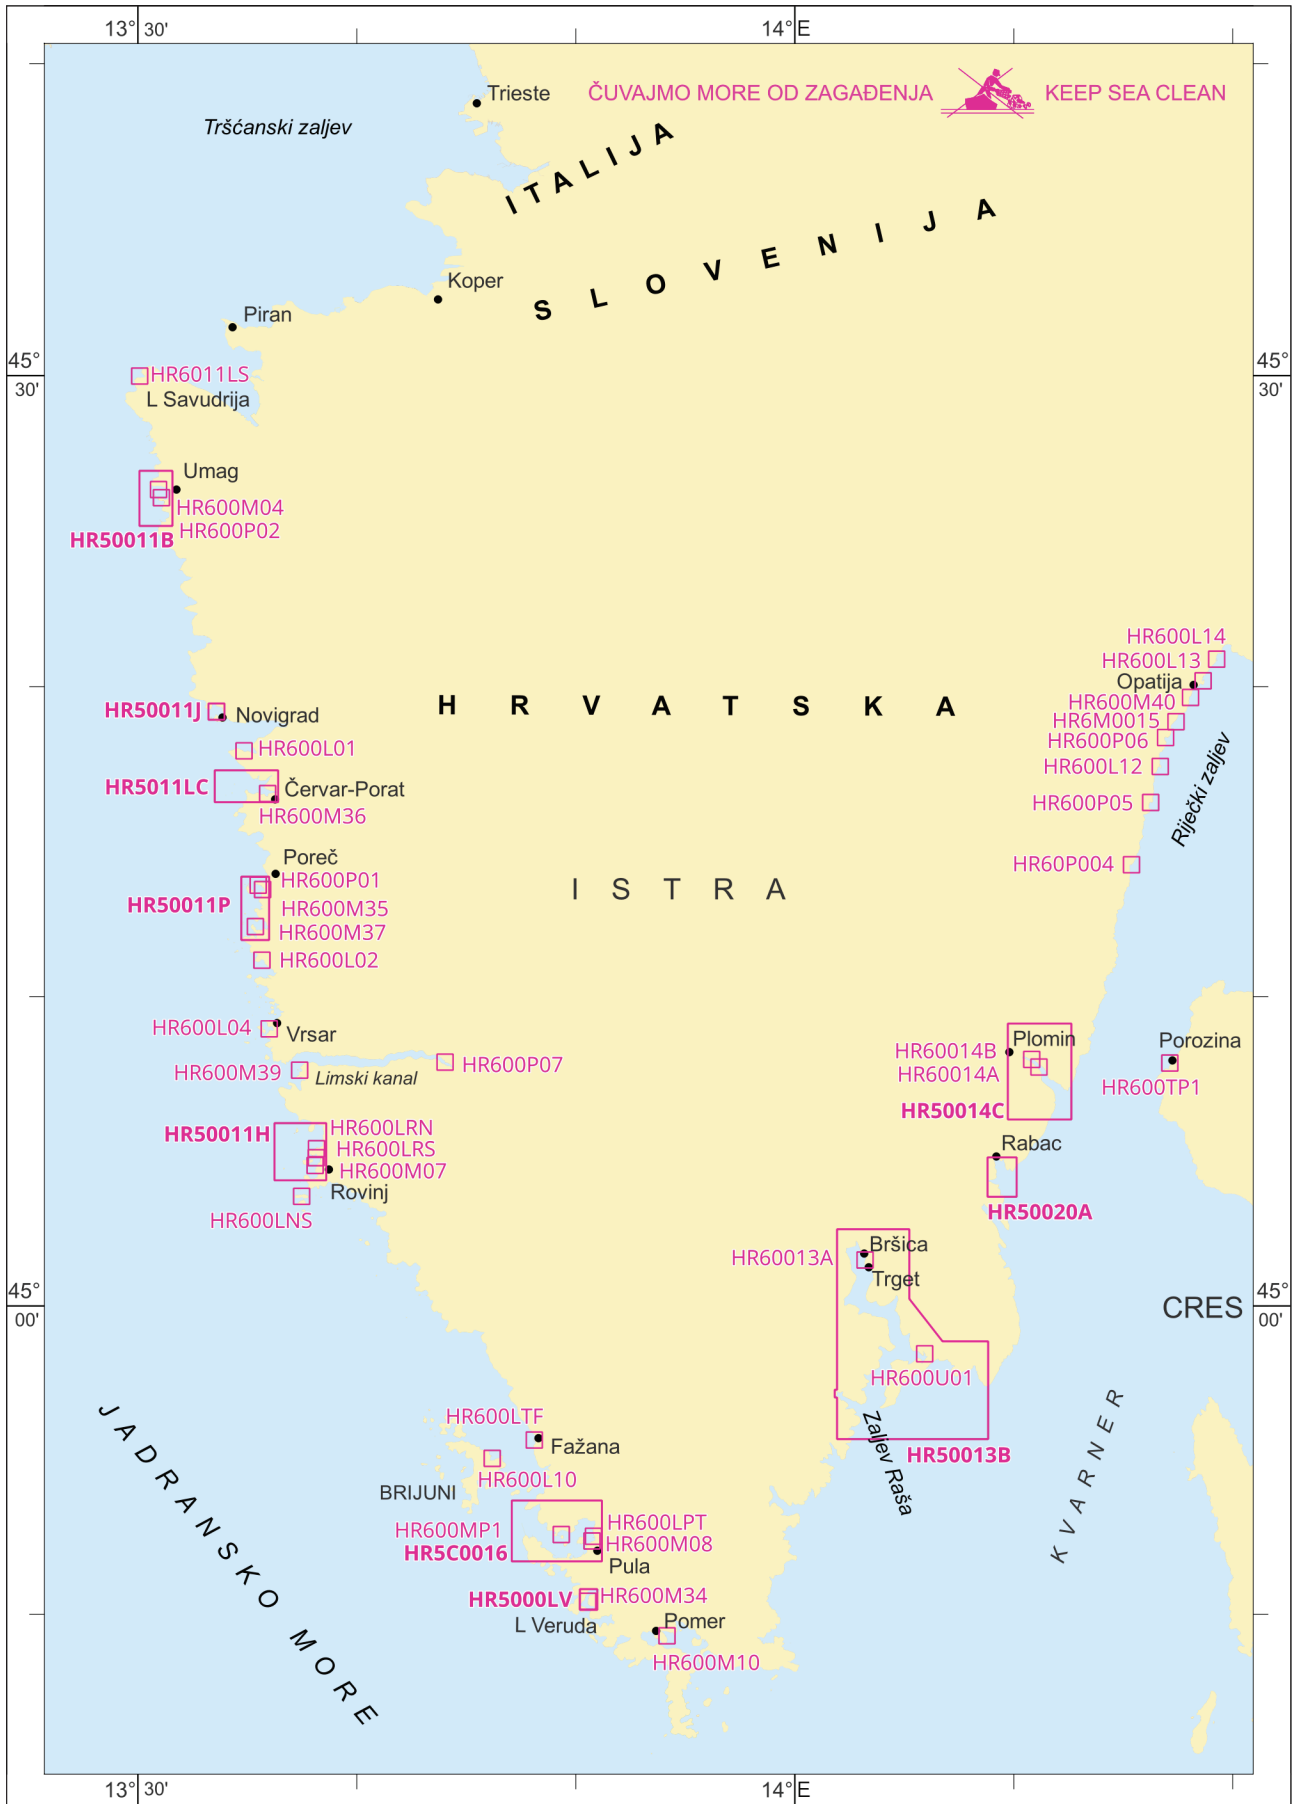 13° 30'
14°E
Trieste
ČUVAJMO MORE OD ZAGAĐENJA
KEEP SEA CLEAN
Tršćanski zaljev
ITALIJA
SLOVENIJA
Koper
Piran
45°
30'
45°
30'
HR6011LS
L Savudrija
Umag
HR600M04
HR600P02
HR50011B
HR600L14
HR600L13
Opatija
HR600M40
HR6M0015
HR600P06
HR600L12
HR600P05
HR60P004
Riječki zaljev
HRVATSKA
HR50011J
Novigrad
HR600L01
HR5011LC
Červar-Porat
HR600M36
Poreč
HR600P01
HR50011P
HR600M35
HR600M37
HR600L02
ISTRA
HR600L04
Vrsar
HR600M39
Limski kanal
HR600P07
Plomin
HR60014B
HR60014A
HR50014C
Porozina
HR600TP1
HR50011H
HR600LRN
HR600LRS
HR600M07
Rovinj
HR600LNS
Rabac
HR50020A
HR60013A
Bršica
Trget
45°
00'
45°
00'
CRES
HR600U01
Zaljev Raša
HR50013B
KVARNER
JADRANSKO MORE
HR600LTF
Fažana
HR600L10
BRIJUNI
HR600MP1
HR600LPT
HR600M08
HR5C0016
Pula
HR5000LV
HR600M34
L Veruda
Pomer
HR600M10
13° 30'
14°E